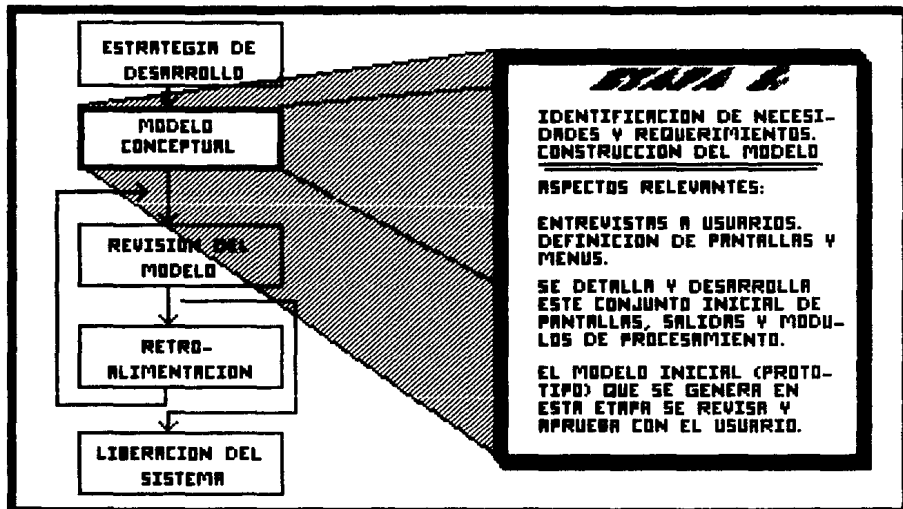 ESTRATEGIA DE
DESARROLLO
MODELO
CONCEPTUAL
REVISION DEL
MODELO
RETRO-
ALIMENTACION
LIBERACION DEL
SISTEMA
ETAPA
IDENTIFICACION DE NECESI-
DADES Y REQUERIMIENTOS.
CONSTRUCCION DEL MODELO
ASPECTOS RELEVANTES:
ENTREVISTAS A USUARIOS.
DEFINICION DE PANTALLAS Y
MENUS.
SE DETALLA Y DESARROLLA
ESTE CONJUNTO INICIAL DE
PANTALLAS, SALIDAS Y MODU-
LOS DE PROCESAMIENTO.
EL MODELO INICIAL (PROTO-
TIPO) QUE SE GENERA EN
ESTA ETAPA SE REVISA Y
APRUEBA CON EL USUARIO.